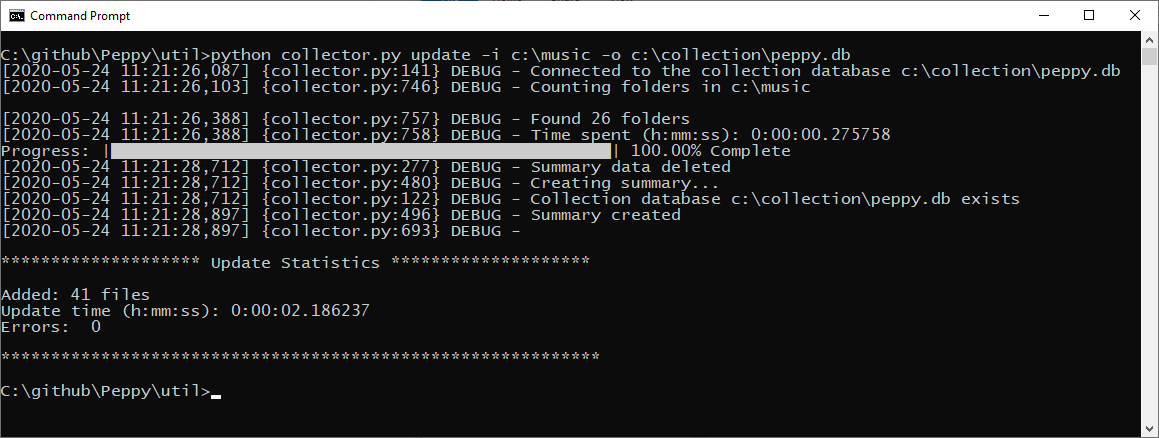 Command Prompt
C:\github\Peppy\util>python collector.py update -i c:\music -o c:\collection\peppy.db
[2020-05-24 11:21:26,087] {collector.py:141} DEBUG - Connected to the collection database c:\collection\peppy.db
[2020-05-24 11:21:26,103] {collector.py:746} DEBUG - Counting folders in c:\music
[2020-05-24 11:21:26,388] {collector.py:757} DEBUG - Found 26 folders
[2020-05-24 11:21:26,388] {collector.py:758} DEBUG - Time spent (h:mm:ss): 0:00:00.275758
Progress: |██████████████████████████████████████████████████| 100.00% Complete
[2020-05-24 11:21:28,712] {collector.py:277} DEBUG - Summary data deleted
[2020-05-24 11:21:28,712] {collector.py:480} DEBUG - Creating summary...
[2020-05-24 11:21:28,712] {collector.py:122} DEBUG - Collection database c:\collection\peppy.db exists
[2020-05-24 11:21:28,897] {collector.py:496} DEBUG - Summary created
[2020-05-24 11:21:28,897] {collector.py:693} DEBUG -
******************** Update Statistics ********************
Added: 41 files
Update time (h:mm:ss): 0:00:02.186237
Errors:  0
************************************************************
C:\github\Peppy\util>